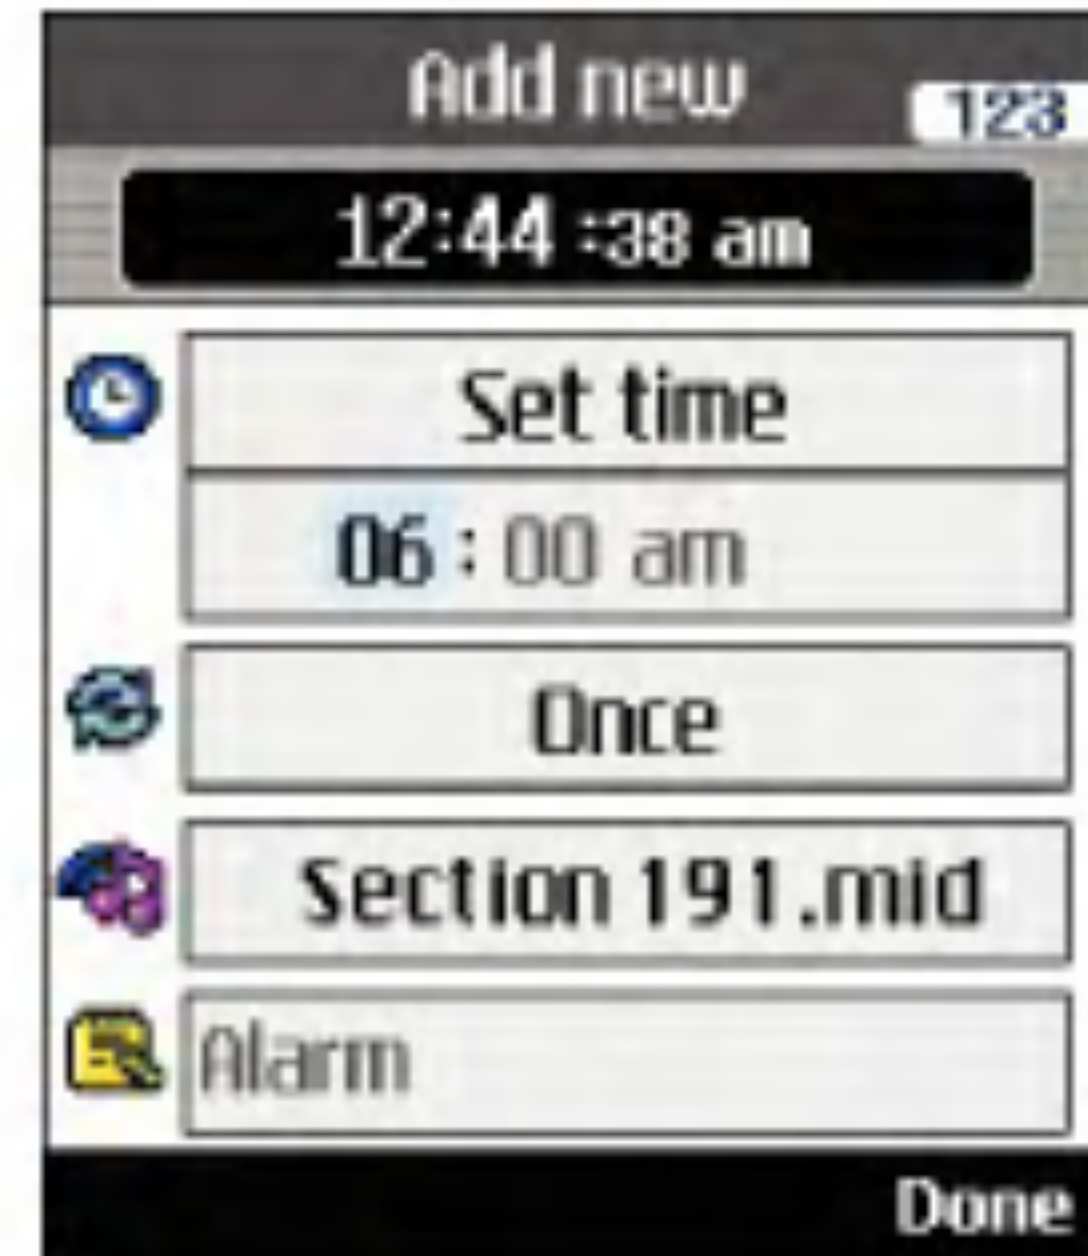 Add new
123
12:44 :38 am
Set time
06 : 00 am
Once
Section 191.mid
Alarm
Done